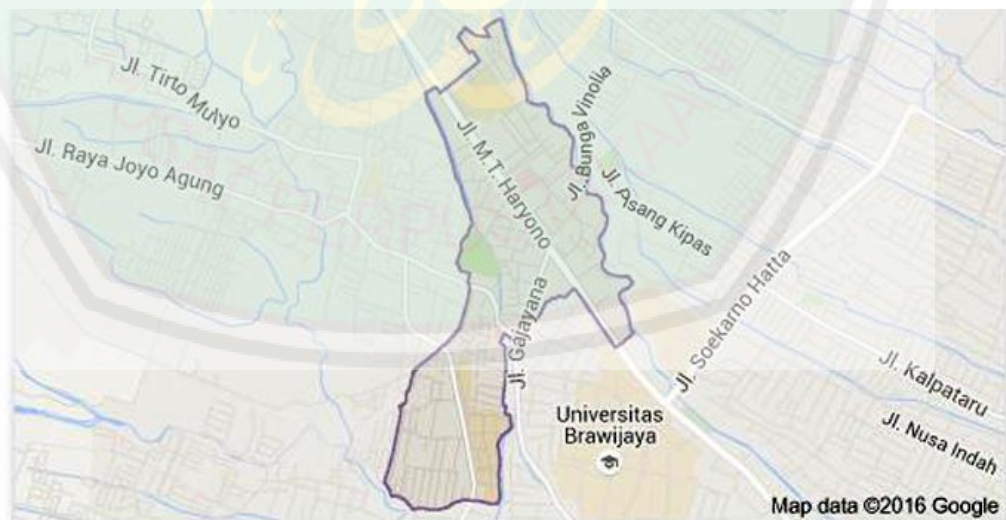 Jl. Tirto Mulyo
Jl. Raya Joyo Agung
Jl. M.T. Haryono
Jl. Bunga Vinolia
Jl. Asang Kipas
Jl. Gajayana
Jl. Soekarno Hatta
Jl. Kalpataru
Jl. Nusa Indah
Universitas
Brawijaya
Map data ©2016 Google